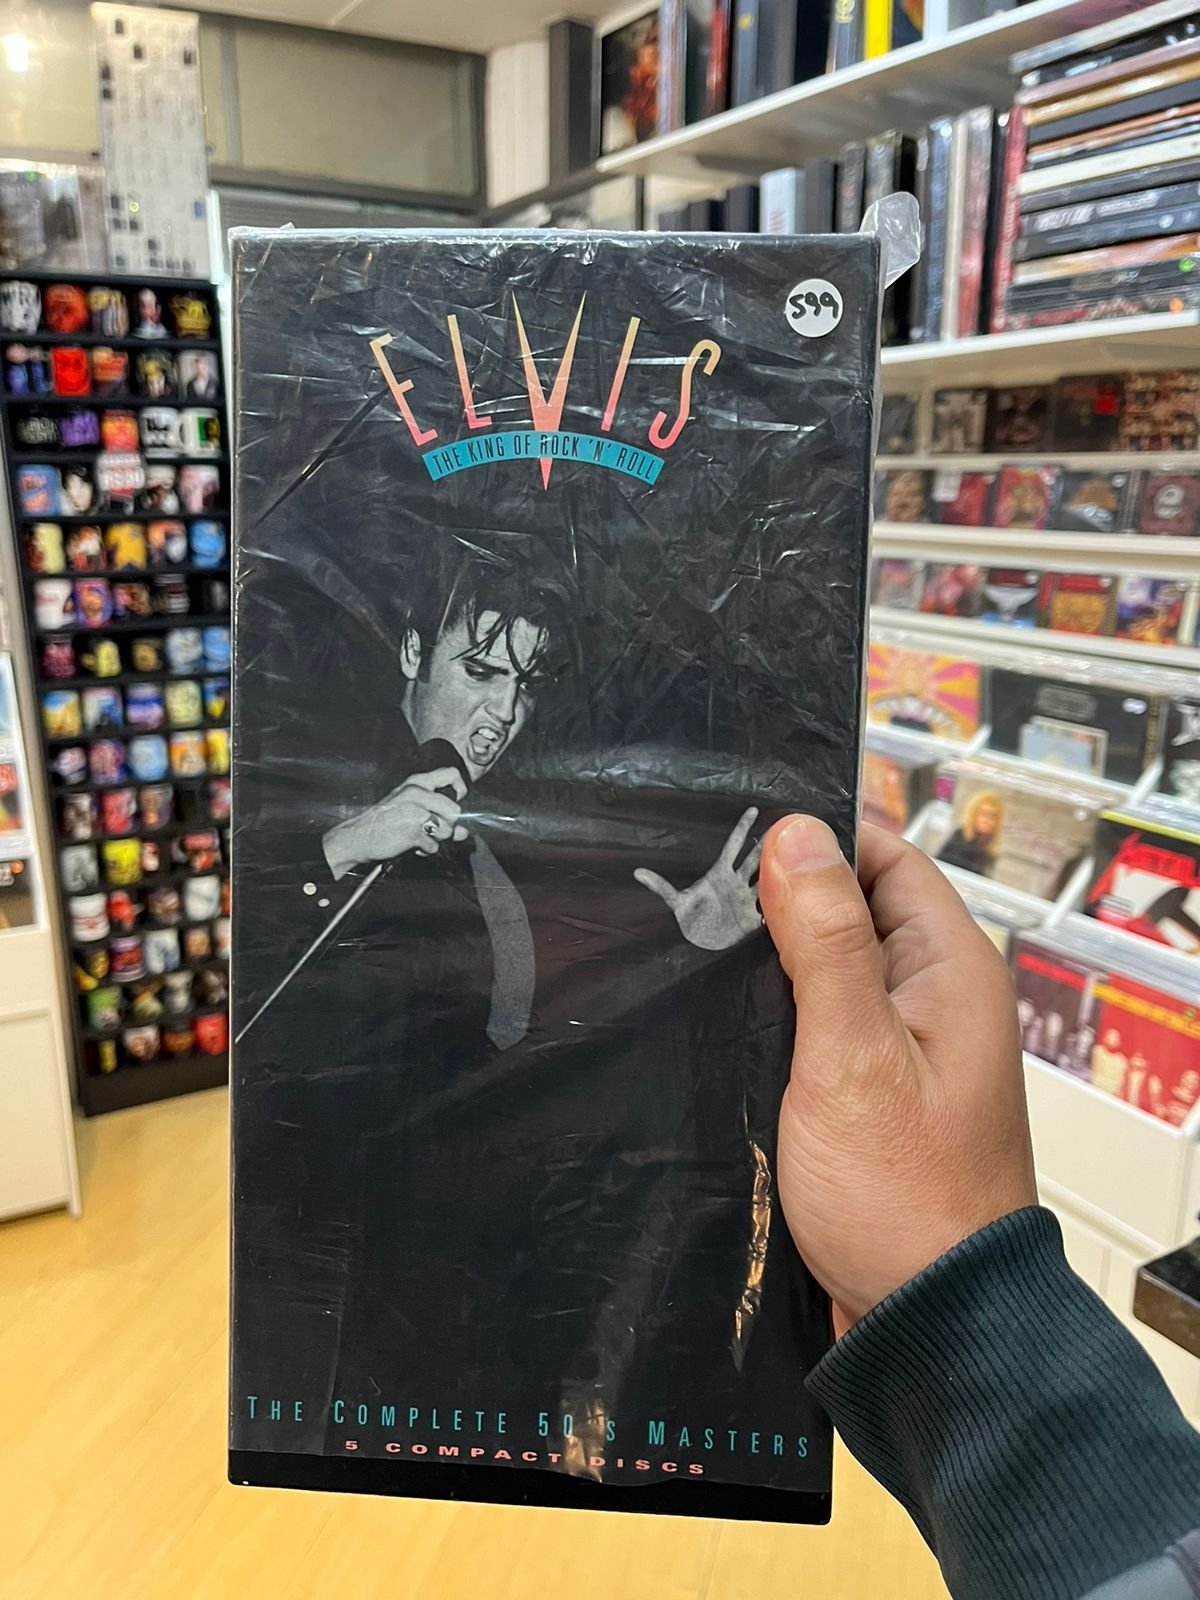 599
ELVIS
THE KING OF ROCK 'N' ROLL
THE COMPLETE 50's MASTERS
5 COMPACT DISCS